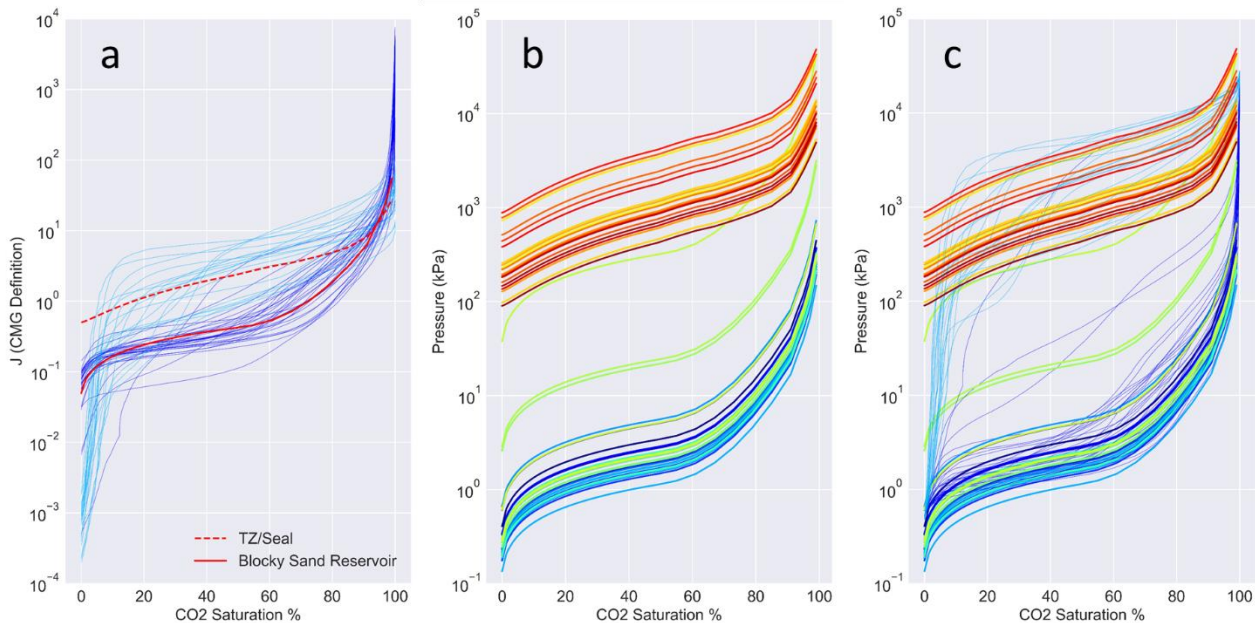 a
J (CMG Definition)
10^4
10^3
10^2
10^1
10^0
10^-1
10^-2
10^-3
10^-4
TZ/Seal
Blocky Sand Reservoir
0 20 40 60 80 100
CO2 Saturation %
b
Pressure (kPa)
10^5
10^4
10^3
10^2
10^1
10^0
10^-1
0 20 40 60 80 100
CO2 Saturation %
c
Pressure (kPa)
10^5
10^4
10^3
10^2
10^1
10^0
10^-1
0 20 40 60 80 100
CO2 Saturation %